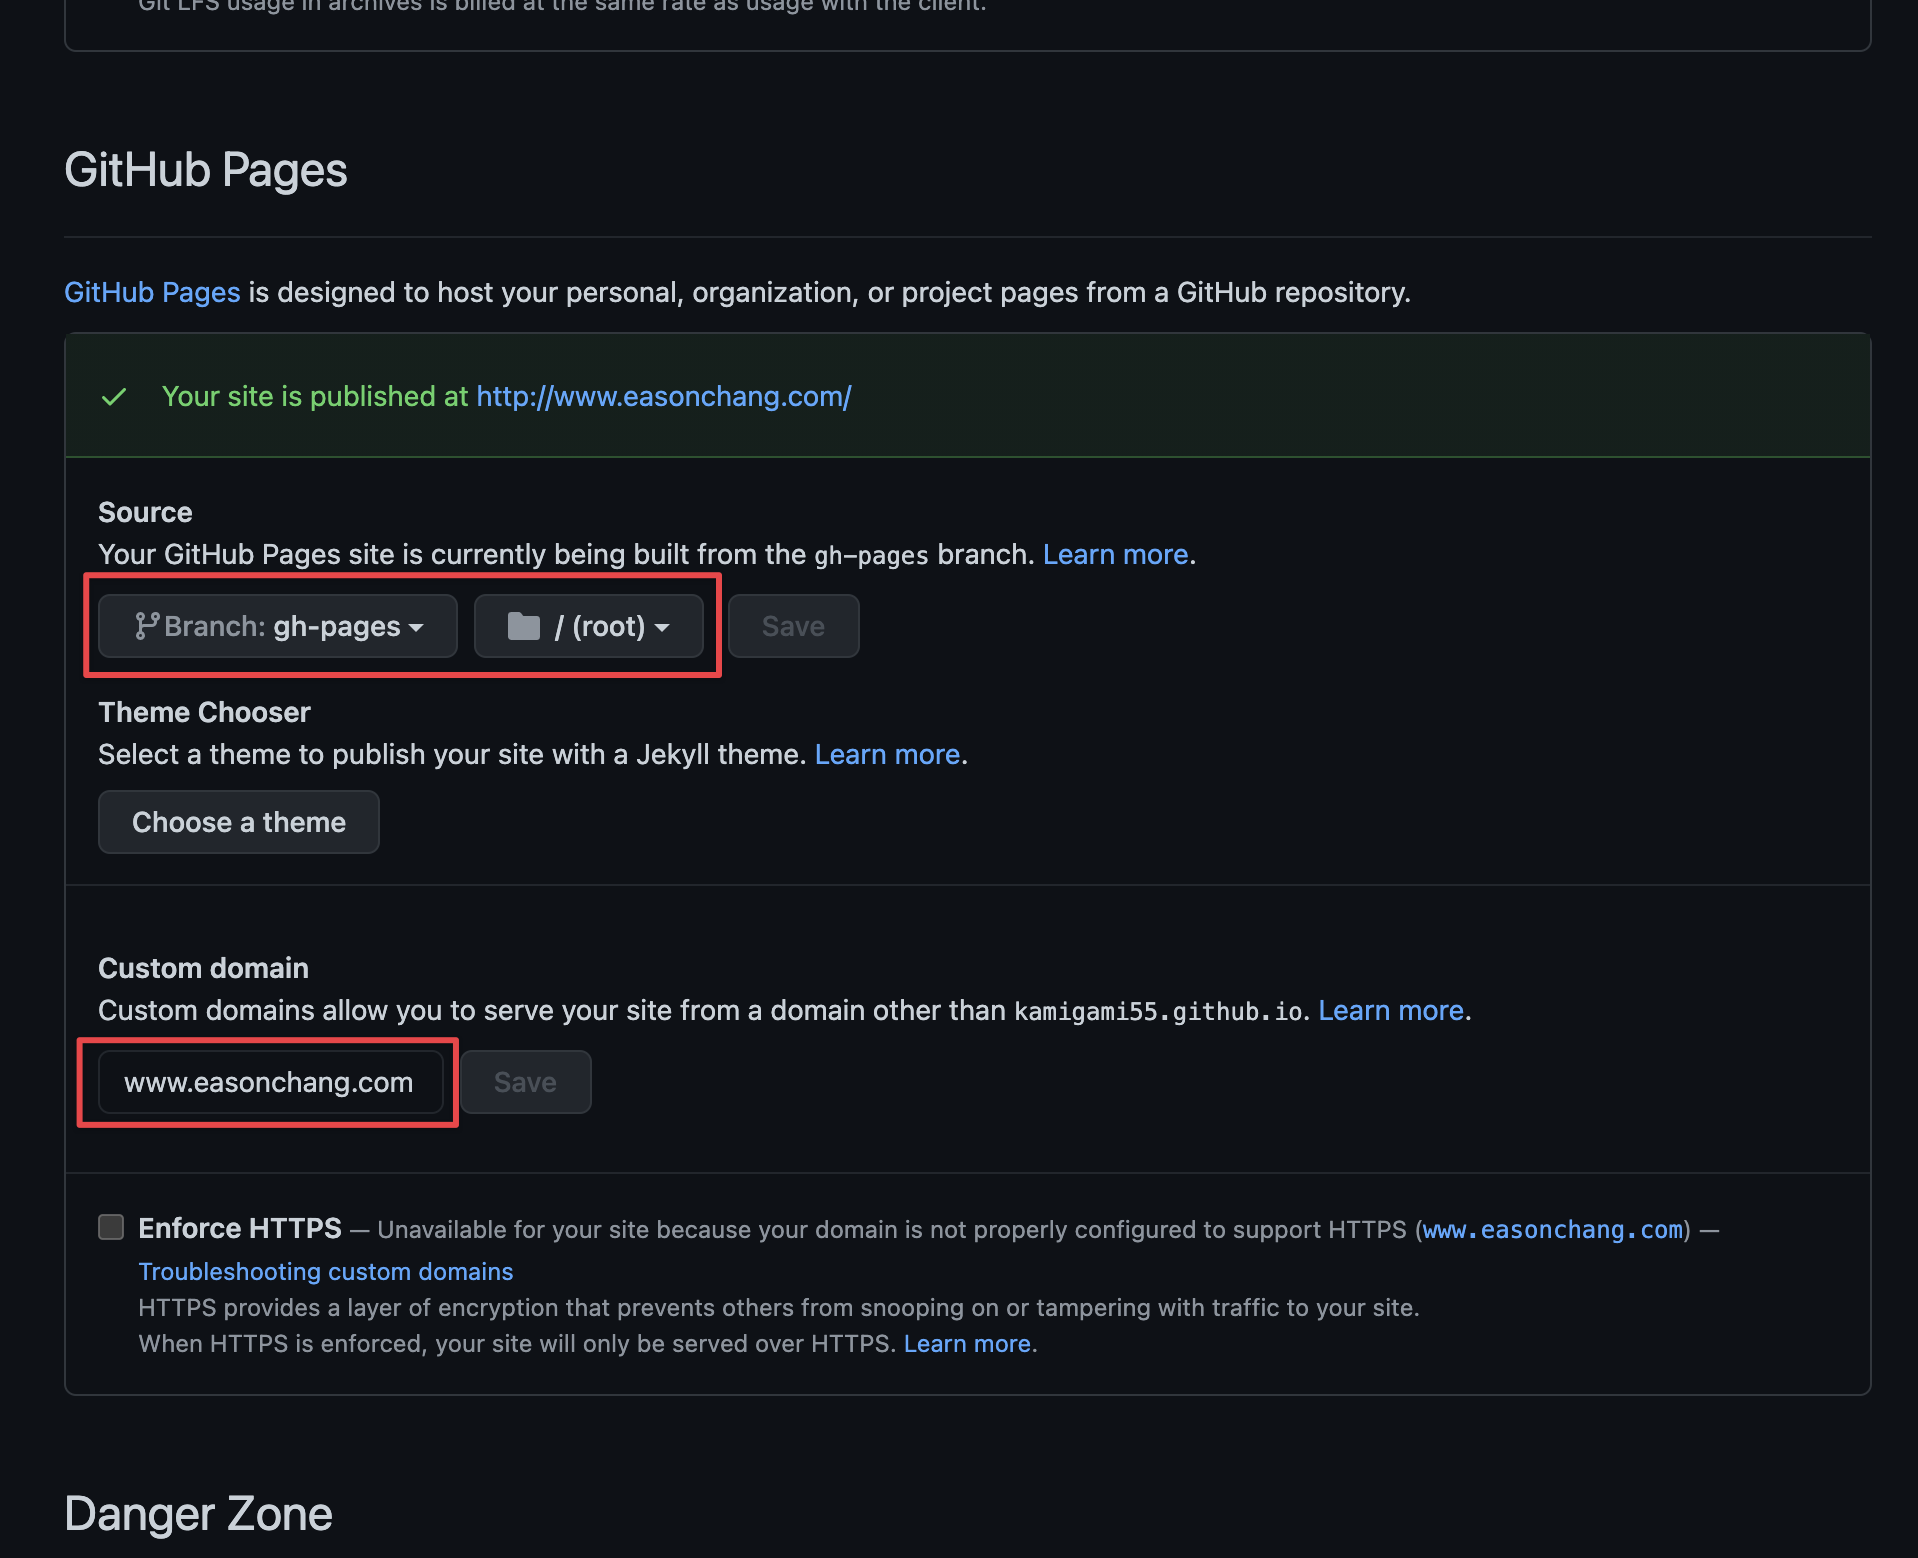 Git LFS usage in archives is billed at the same rate as usage with the client.
GitHub Pages
GitHub Pages is designed to host your personal, organization, or project pages from a GitHub repository.
Your site is published at http://www.easonchang.com/
Source
Your GitHub Pages site is currently being built from the gh-pages branch. Learn more.
Branch: gh-pages / (root) Save
Theme Chooser
Select a theme to publish your site with a Jekyll theme. Learn more.
Choose a theme
Custom domain
Custom domains allow you to serve your site from a domain other than kamigami55.github.io. Learn more.
www.easonchang.com Save
Enforce HTTPS — Unavailable for your site because your domain is not properly configured to support HTTPS (www.easonchang.com) —
Troubleshooting custom domains
HTTPS provides a layer of encryption that prevents others from snooping on or tampering with traffic to your site.
When HTTPS is enforced, your site will only be served over HTTPS. Learn more.
Danger Zone